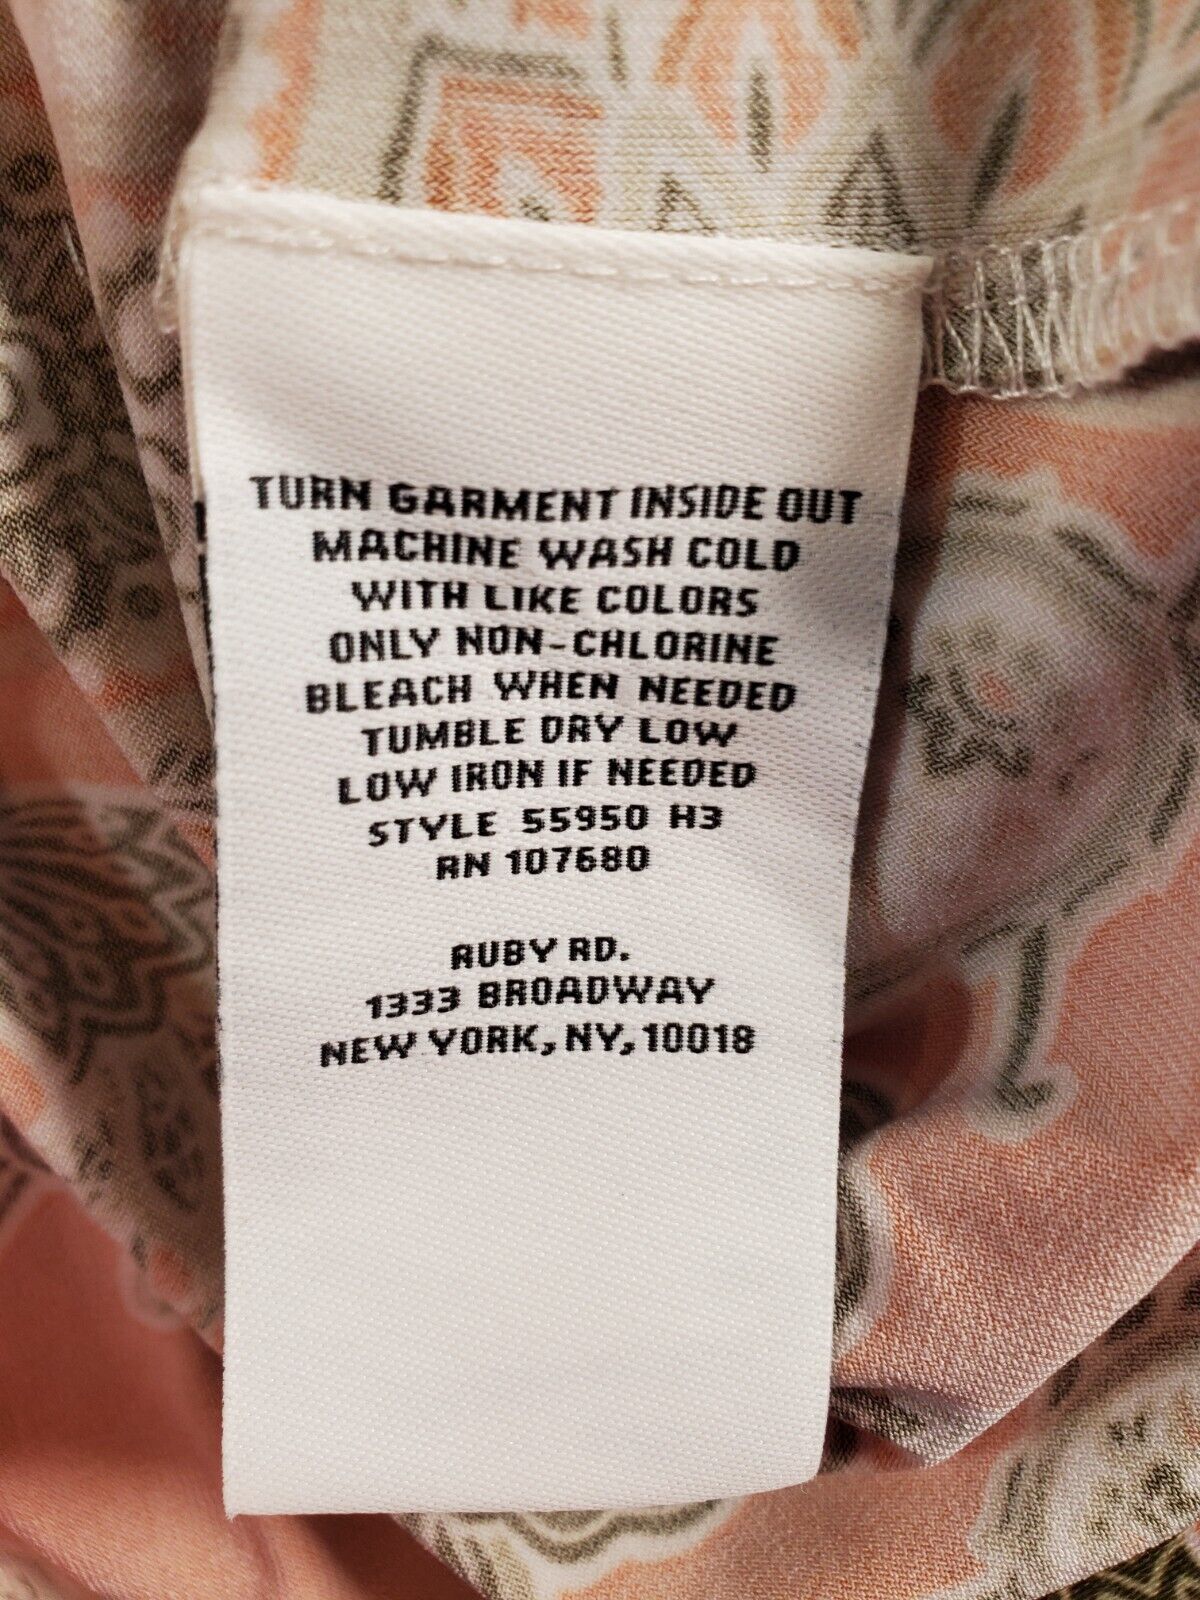 TURN GARMENT INSIDE OUT
MACHINE WASH COLD
WITH LIKE COLORS
ONLY NON-CHLORINE
BLEACH WHEN NEEDED
TUMBLE DRY LOW
LOW IRON IF NEEDED
STYLE 55950 H3
RN 107680
RUBY RD.
1333 BROADWAY
NEW YORK, NY, 10018